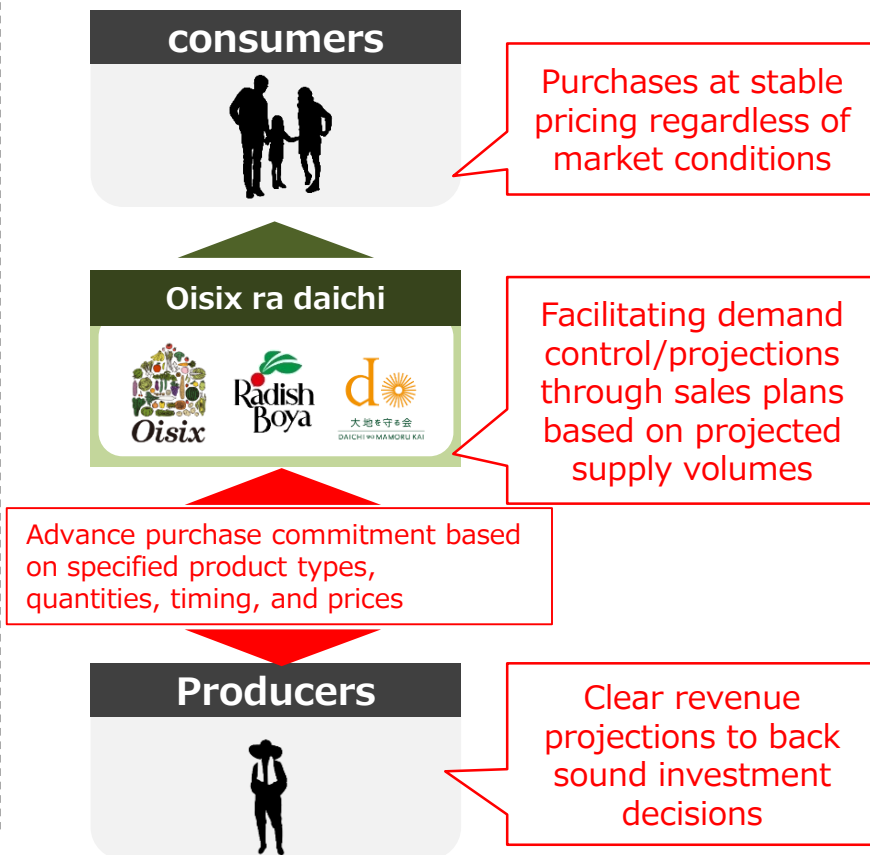 consumers
Purchases at stable
pricing regardless of
market conditions
Oisix ra daichi
Oisix
Radish
Boya
d
大地を守る会
DAICHI WO MAMORU KAI
Facilitating demand
control/projections
through sales plans
based on projected
supply volumes
Advance purchase commitment based
on specified product types,
quantities, timing, and prices
Producers
Clear revenue
projections to back
sound investment
decisions